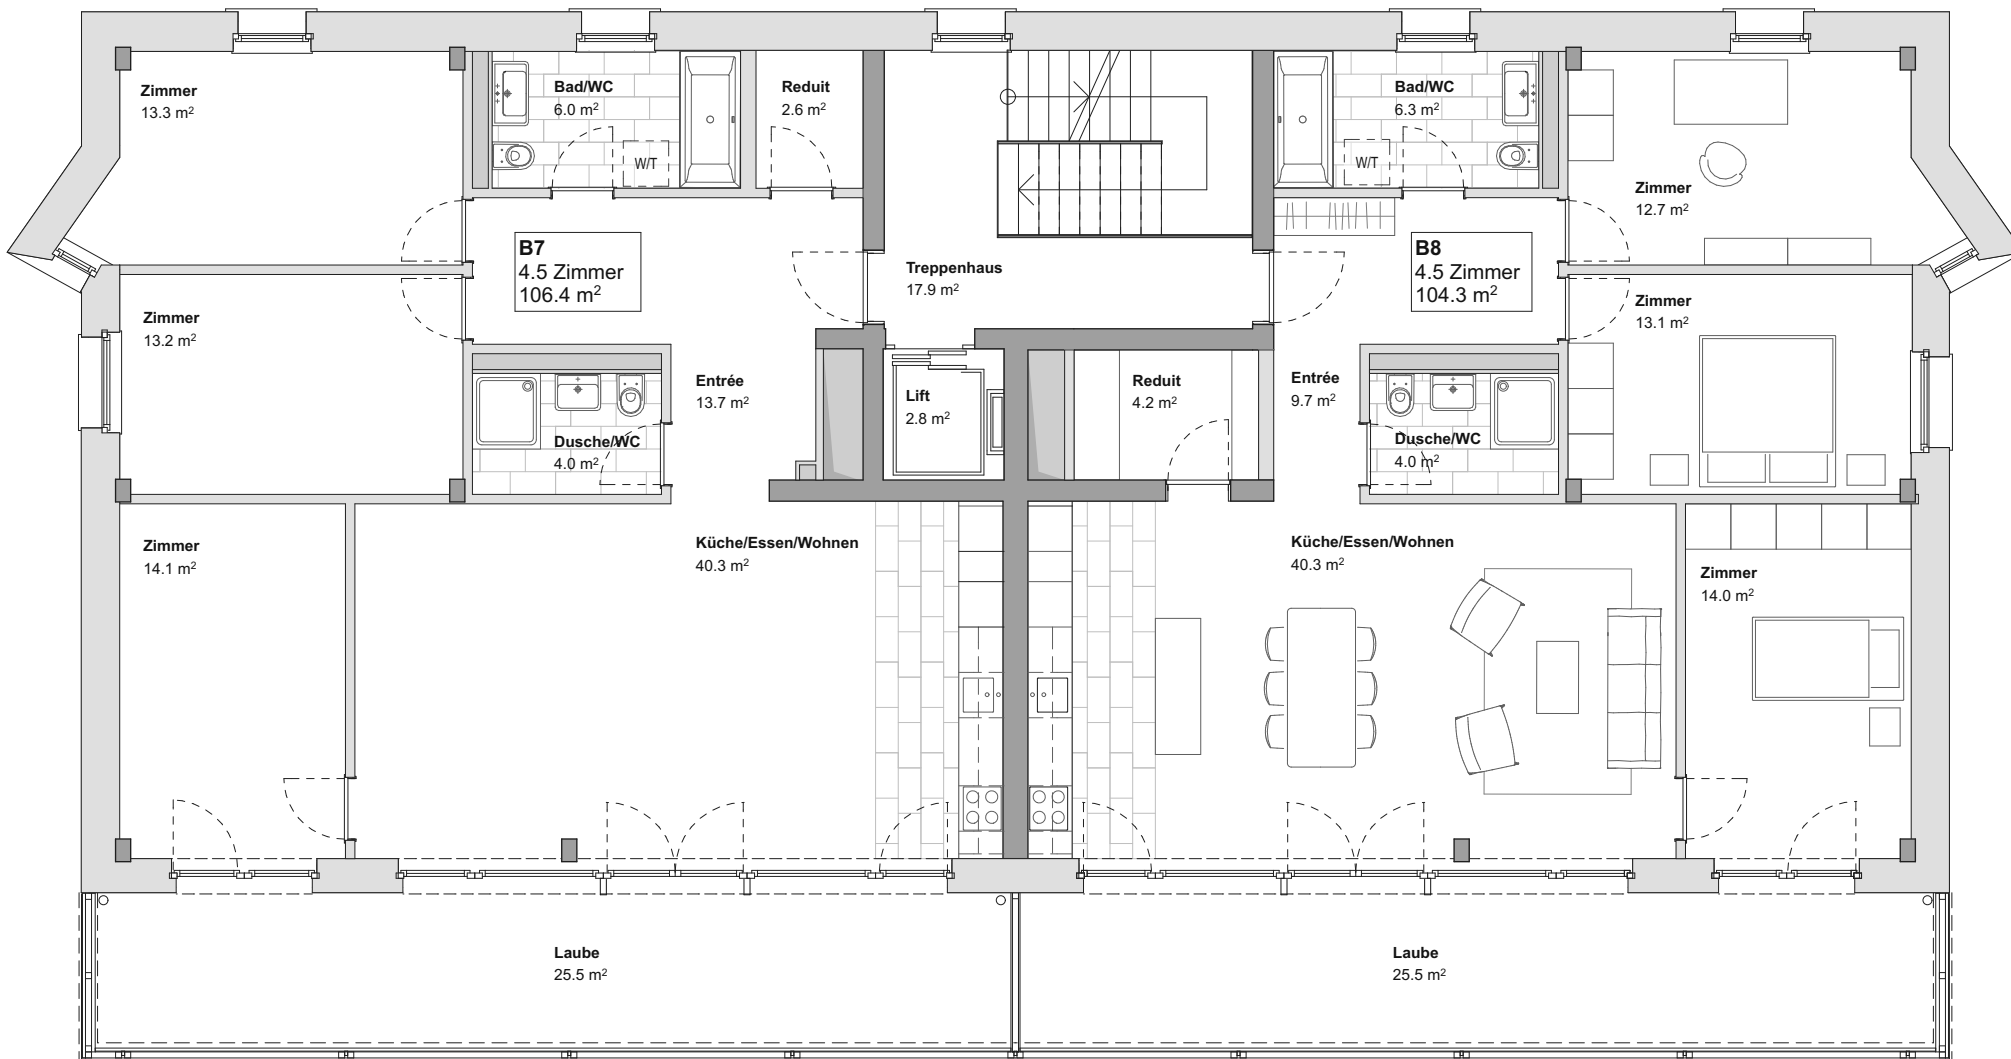 Zimmer
13.3 m²
Bad/WC
6.0 m²
W/T
Reduit
2.6 m²
Bad/WC
6.3 m²
W/T
Zimmer
12.7 m²
B7
4.5 Zimmer
106.4 m²
Treppenhaus
17.9 m²
B8
4.5 Zimmer
104.3 m²
Zimmer
13.2 m²
Zimmer
13.1 m²
Entrée
13.7 m²
Lift
2.8 m²
Reduit
4.2 m²
Entrée
9.7 m²
Dusche/WC
4.0 m²
Dusche/WC
4.0 m²
Zimmer
14.1 m²
Küche/Essen/Wohnen
40.3 m²
Küche/Essen/Wohnen
40.3 m²
Zimmer
14.0 m²
Laube
25.5 m²
Laube
25.5 m²